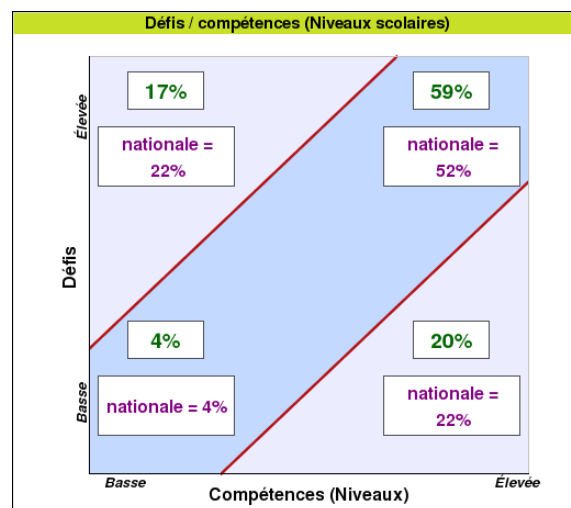 Défis / compétences (Niveaux scolaires)
Élevée
17%
59%
nationale =
22%
nationale =
52%
Défis
4%
20%
Basse
nationale = 4%
nationale =
22%
Basse
Élevée
Compétences (Niveaux)